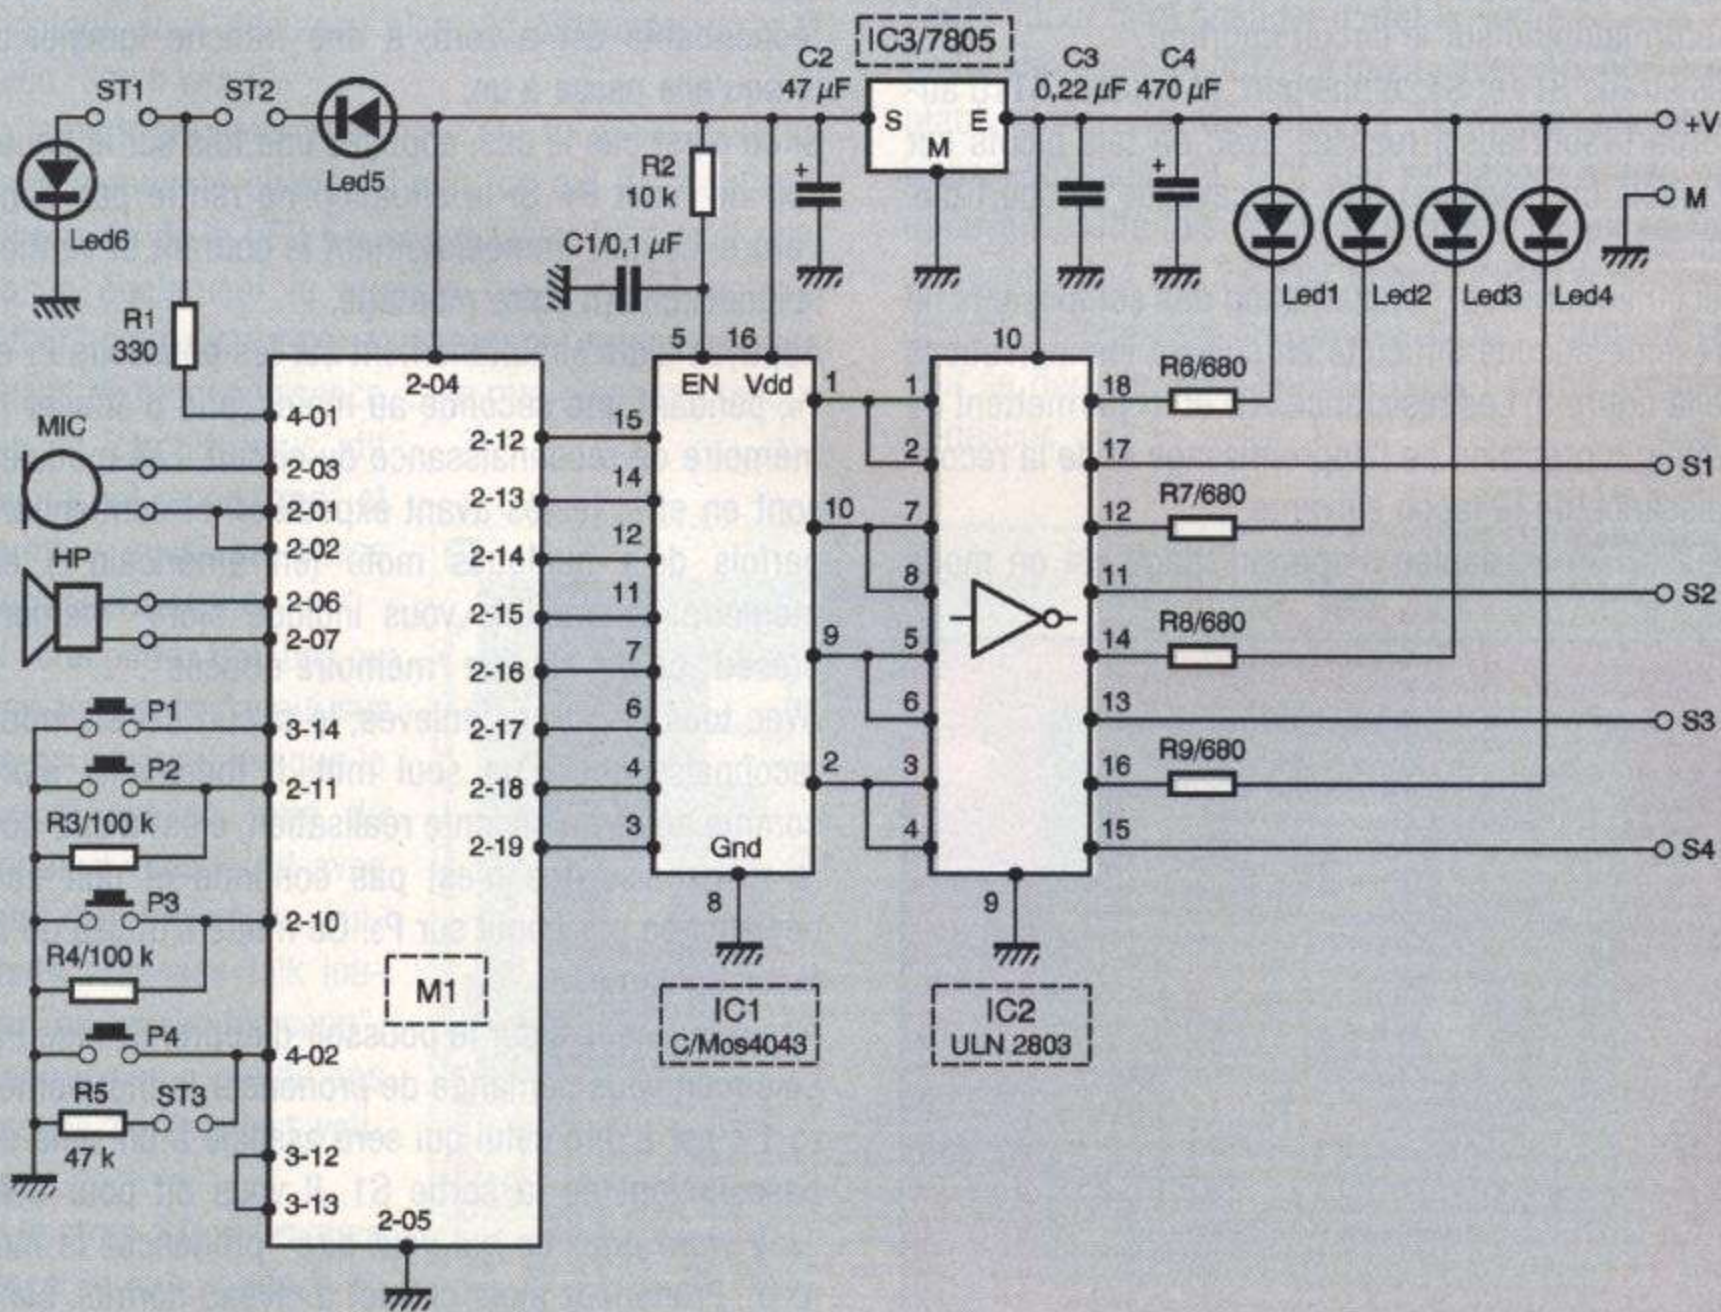 IC3/7805
C2
47 µF
C3
0,22 µF
C4
470 µF
ST1
ST2
S
E
M
+V
M
Led5
Led6
R2
10 k
+
+
C1/0,1 µF
Led1
Led2
Led3
Led4
R1
330
5
16
10
2-04
EN
Vdd
4-01
1
1
18
R6/680
MIC
2-03
2-12
15
2
17
S1
2-01
2-13
14
10
7
12
R7/680
2-02
HP
2-14
12
8
11
S2
2-06
2-15
11
9
5
14
R8/680
2-07
2-16
7
P1
3-14
2-17
6
6
13
S3
P2
2-11
2-18
4
2
3
16
R9/680
R3/100 k
2-19
3
Gnd
4
15
S4
P3
2-10
8
9
R4/100 k
M1
IC1
C/Mos4043
IC2
ULN 2803
P4
4-02
R5
47 k
ST3
3-12
3-13
2-05